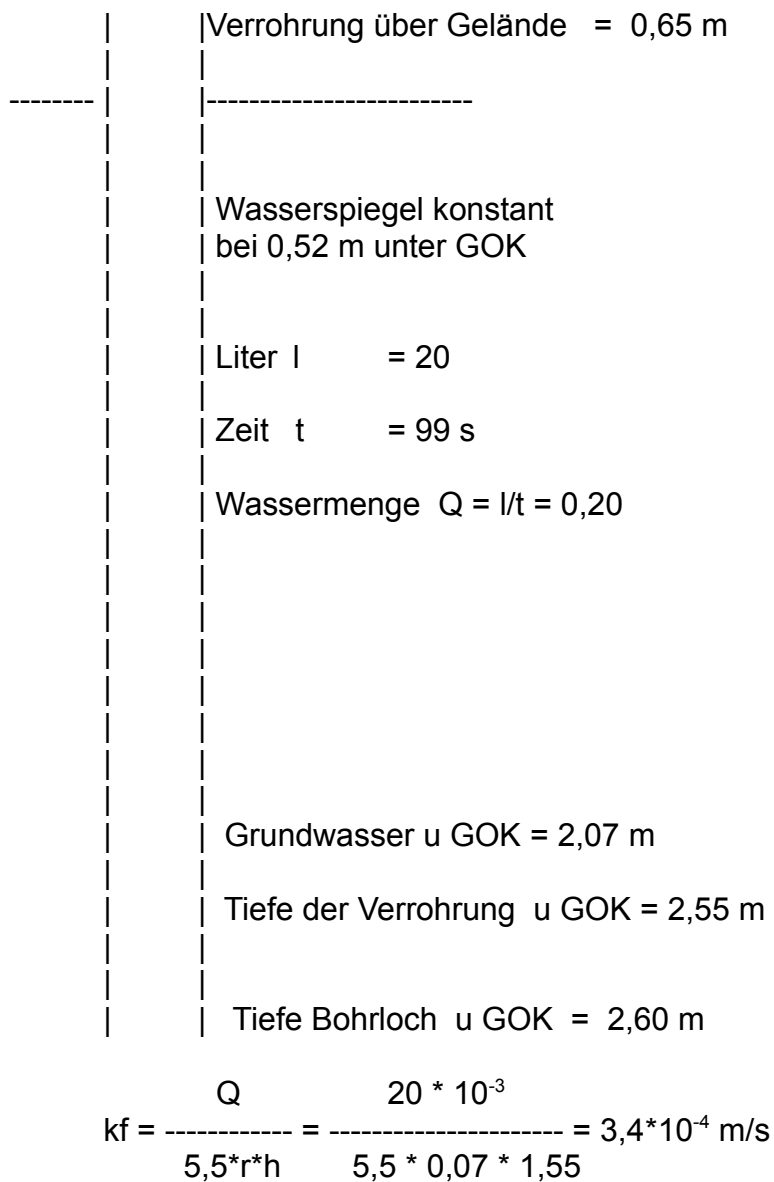 Verrohrung über Gelände = 0,65 m
Wasserspiegel konstant
bei 0,52 m unter GOK
Liter l = 20
Zeit t = 99 s
Wassermenge Q = l/t = 0,20
Grundwasser u GOK = 2,07 m
Tiefe der Verrohrung u GOK = 2,55 m
Tiefe Bohrloch u GOK = 2,60 m
Q 20 * 10⁻³
kf = ------------ = ---------------------- = 3,4*10⁻⁴ m/s
5,5*r*h 5,5 * 0,07 * 1,55